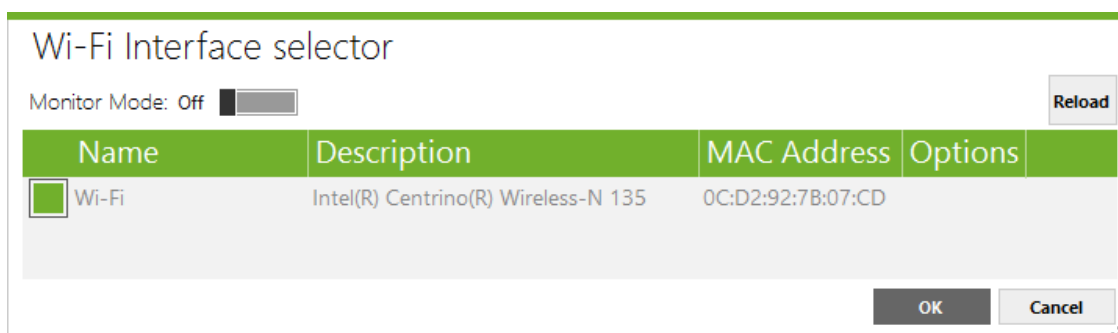 Wi-Fi Interface selector
Monitor Mode: Off
Reload
Name Description MAC Address Options
Wi-Fi Intel(R) Centrino(R) Wireless-N 135 0C:D2:92:7B:07:CD
OK Cancel